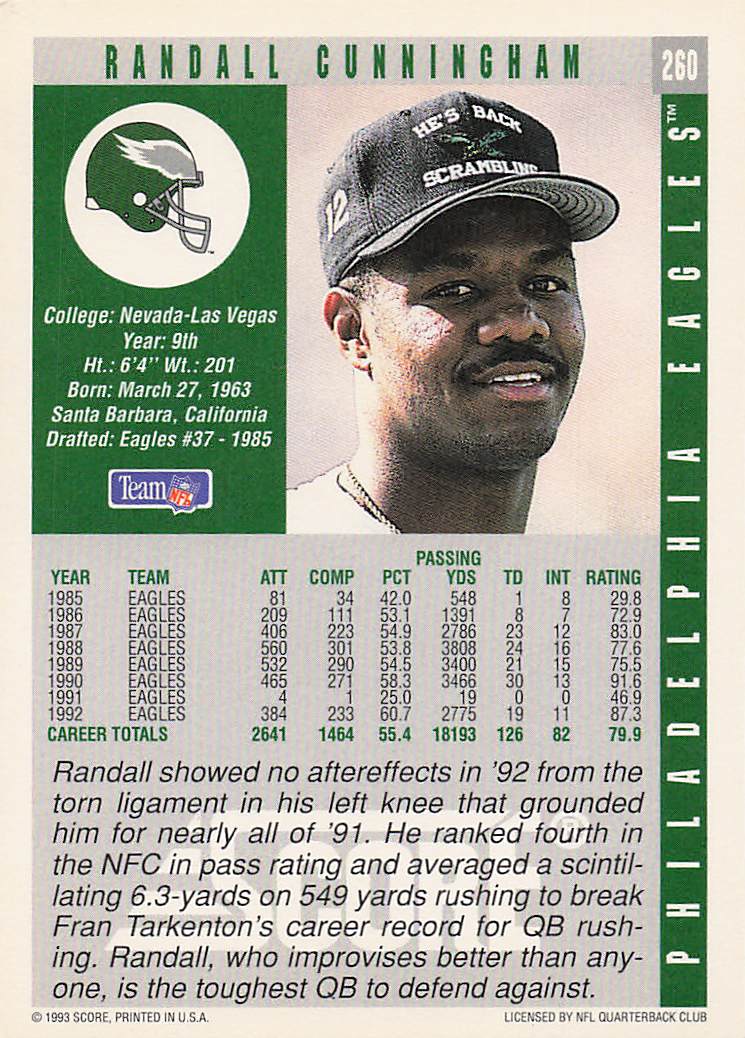 RANDALL CUNNINGHAM
260
HE'S BACK
SCRAMBLING
12
PHILADELPHIA EAGLES™
College: Nevada-Las Vegas
Year: 9th
Ht.: 6'4'' Wt.: 201
Born: March 27, 1963
Santa Barbara, California
Drafted: Eagles #37 - 1985
Team NFL
PASSING
YEAR TEAM ATT COMP PCT YDS TD INT RATING
1985 EAGLES 81 34 42.0 548 1 8 29.8
1986 EAGLES 209 111 53.1 1391 8 7 72.9
1987 EAGLES 406 223 54.9 2786 23 12 83.0
1988 EAGLES 560 301 53.8 3808 24 16 77.6
1989 EAGLES 532 290 54.5 3400 21 15 75.5
1990 EAGLES 465 271 58.3 3466 30 13 91.6
1991 EAGLES 4 1 25.0 19 0 0 46.9
1992 EAGLES 384 233 60.7 2775 19 11 87.3
CAREER TOTALS 2641 1464 55.4 18193 126 82 79.9
SCORE®
Randall showed no aftereffects in '92 from the
torn ligament in his left knee that grounded
him for nearly all of '91. He ranked fourth in
the NFC in pass rating and averaged a scintil-
lating 6.3-yards on 549 yards rushing to break
Fran Tarkenton's career record for QB rush-
ing. Randall, who improvises better than any-
one, is the toughest QB to defend against.
© 1993 SCORE, PRINTED IN U.S.A.
LICENSED BY NFL QUARTERBACK CLUB